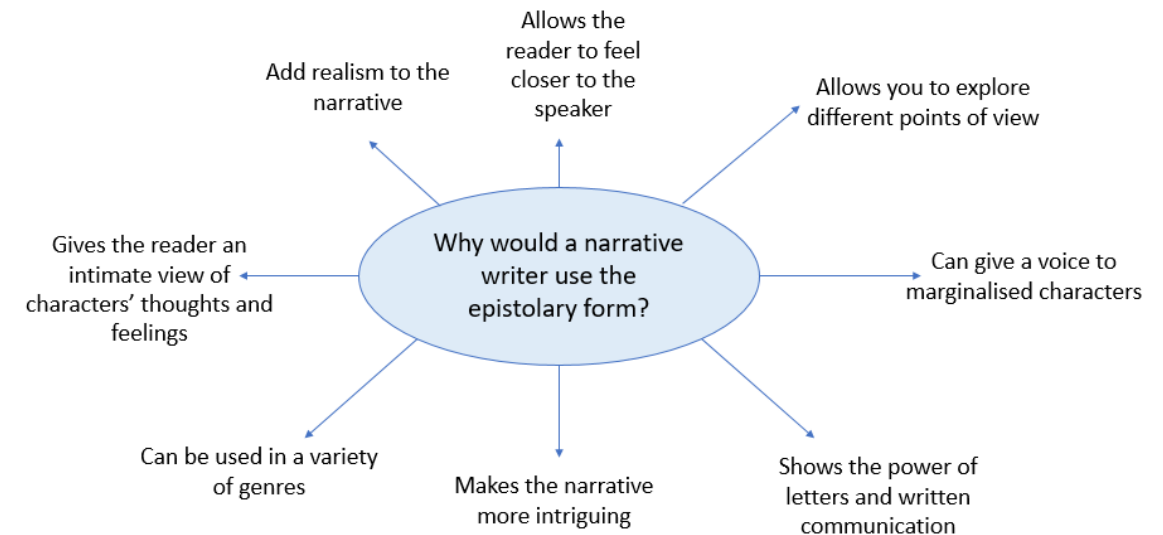 Why would a narrative
writer use the
epistolary form?
Allows the
reader to feel
closer to the
speaker
Allows you to explore
different points of view
Can give a voice to
marginalised characters
Shows the power of
letters and written
communication
Makes the narrative
more intriguing
Can be used in a variety
of genres
Gives the reader an
intimate view of
characters’ thoughts and
feelings
Add realism to the
narrative